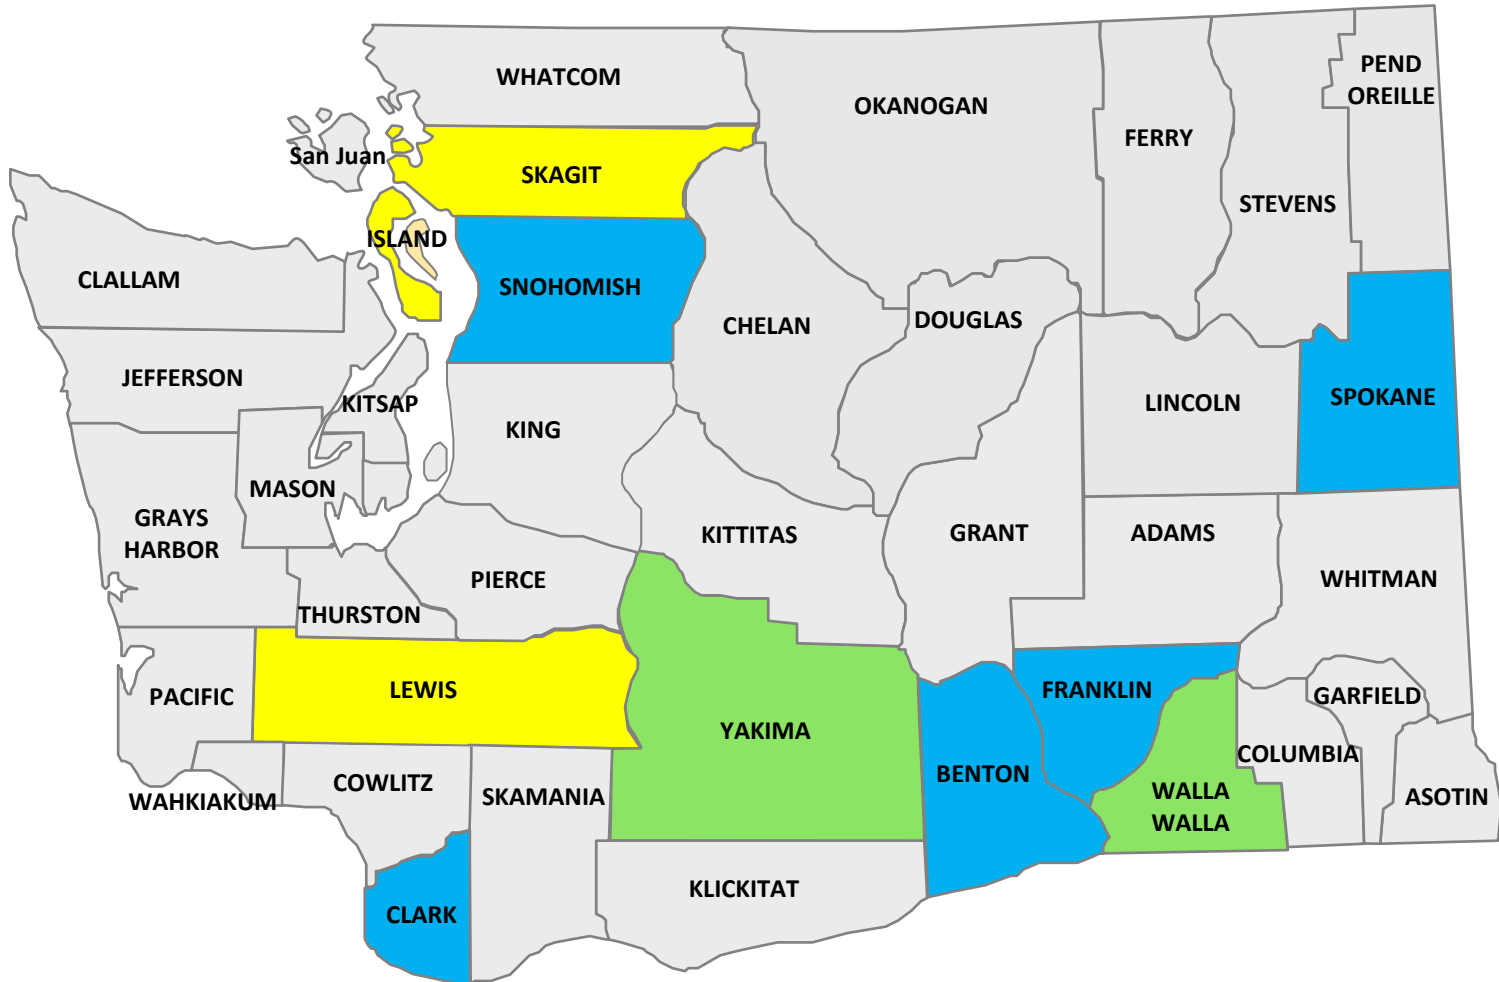 WHATCOM
OKANOGAN
PEND
OREILLE
FERRY
San Juan
SKAGIT
STEVENS
ISLAND
CLALLAM
SNOHOMISH
CHELAN
DOUGLAS
JEFFERSON
KITSAP
LINCOLN
SPOKANE
KING
MASON
GRAYS
HARBOR
KITTITAS
GRANT
ADAMS
PIERCE
WHITMAN
THURSTON
PACIFIC
LEWIS
FRANKLIN
GARFIELD
YAKIMA
COLUMBIA
BENTON
COWLITZ
WAHKIAKUM
SKAMANIA
WALLA
WALLA
ASOTIN
KLICKITAT
CLARK